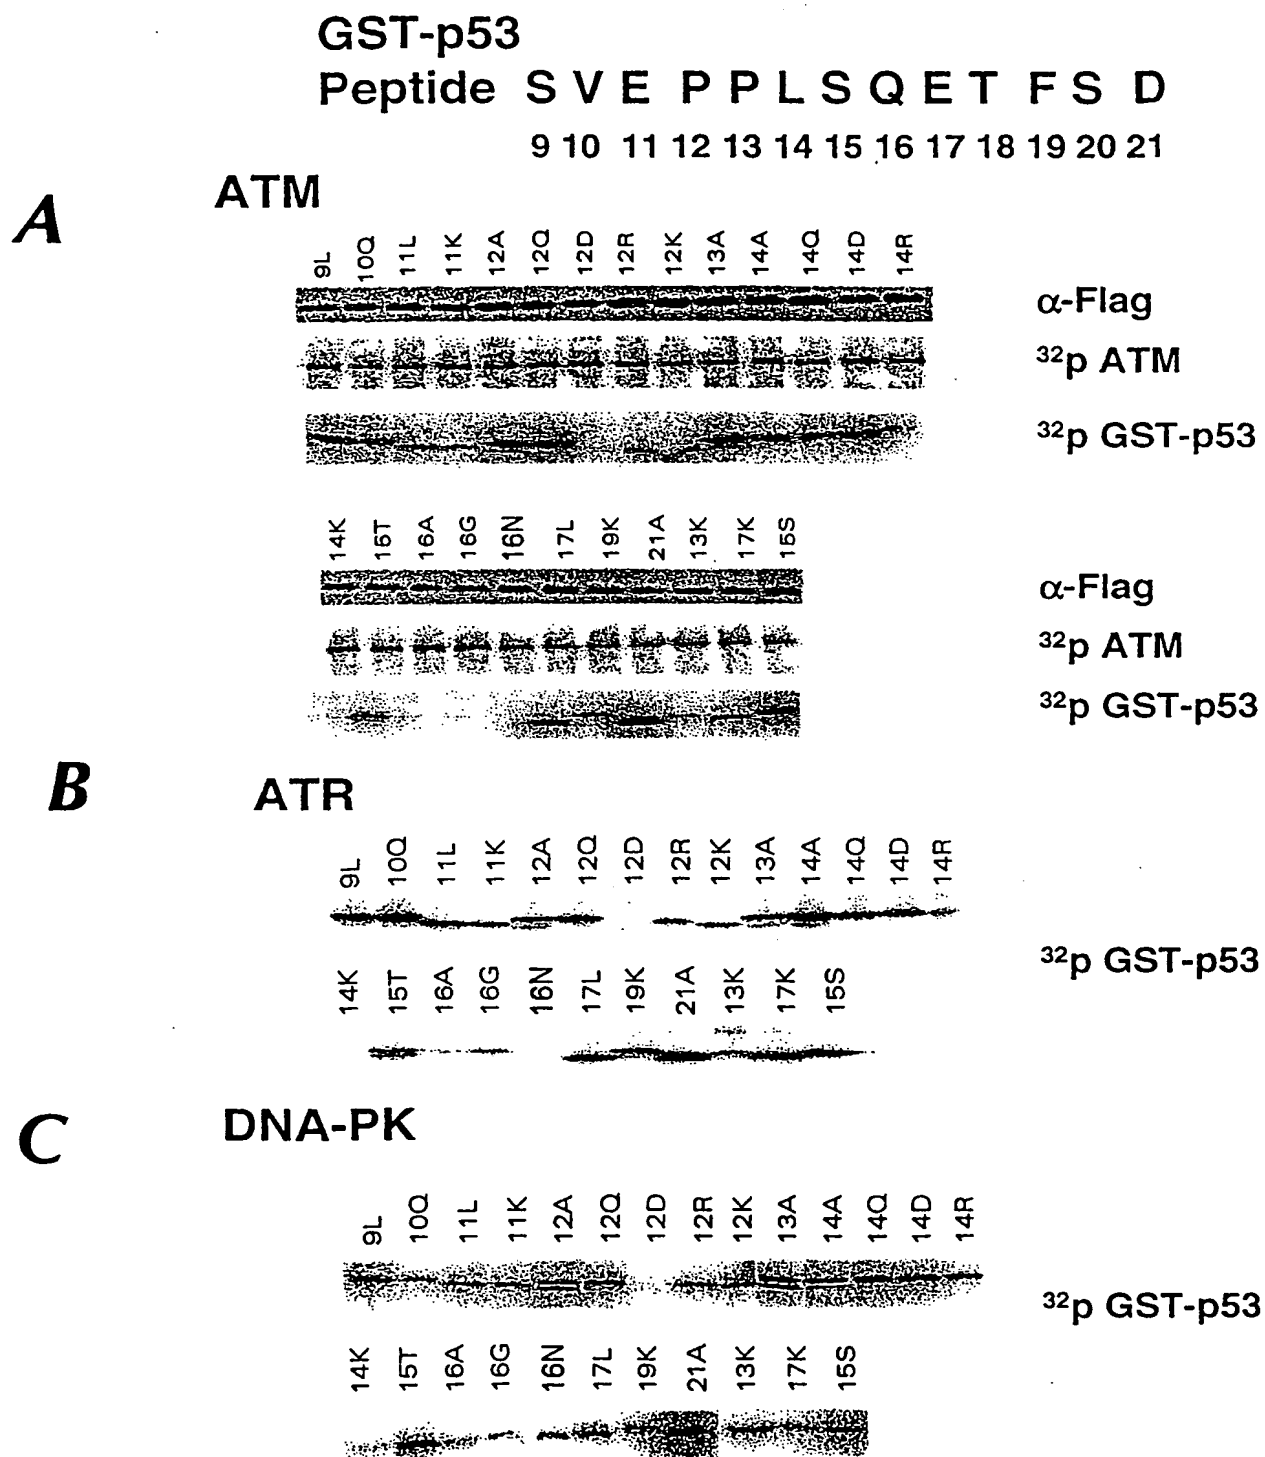 GST-p53
Peptide S V E P P L S Q E T F S D
9 10 11 12 13 14 15 16 17 18 19 20 21
A
ATM
9L 10Q 11L 11K 12A 12Q 12D 12R 12K 13A 14A 14Q 14D 14R
α-Flag
³²p ATM
³²p GST-p53
14K 15T 16A 16G 16N 17L 19K 21A 13K 17K 15S
α-Flag
³²p ATM
³²p GST-p53
B
ATR
9L 10Q 11L 11K 12A 12Q 12D 12R 12K 13A 14A 14Q 14D 14R
³²p GST-p53
14K 15T 16A 16G 16N 17L 19K 21A 13K 17K 15S
C
DNA-PK
9L 10Q 11L 11K 12A 12Q 12D 12R 12K 13A 14A 14Q 14D 14R
³²p GST-p53
14K 15T 16A 16G 16N 17L 19K 21A 13K 17K 15S